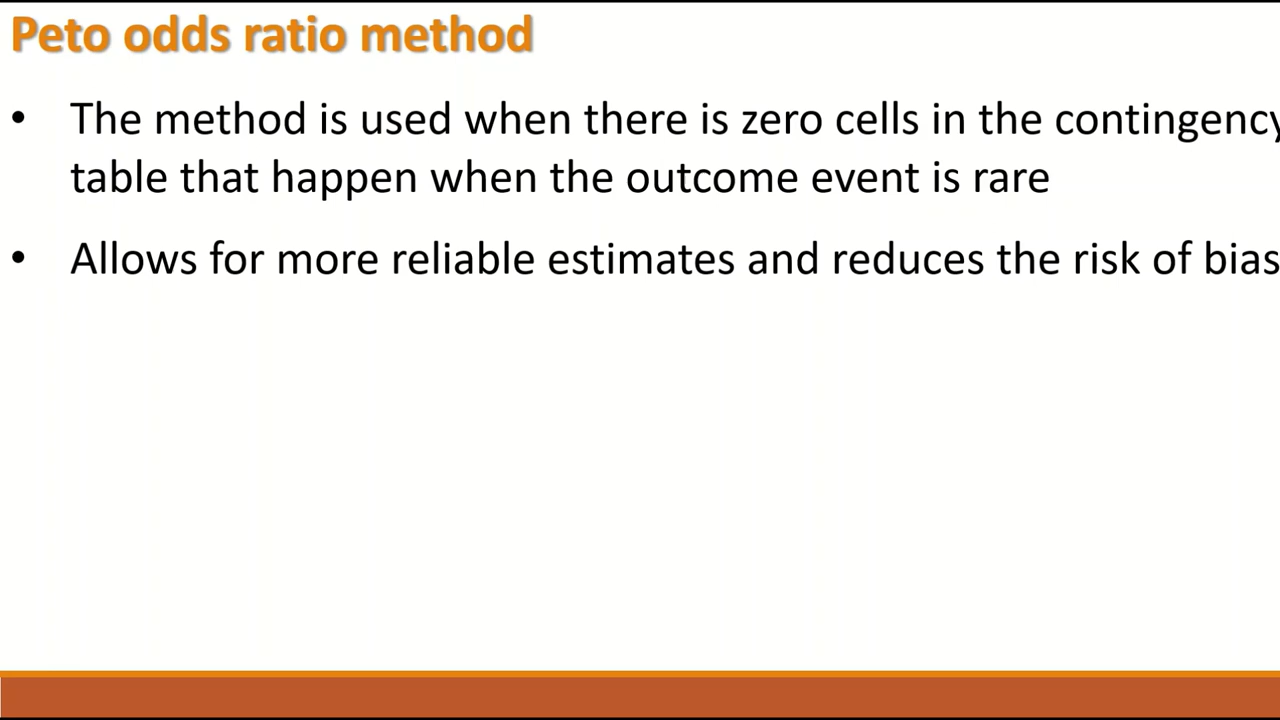 Peto odds ratio method
• The method is used when there is zero cells in the contingency
table that happen when the outcome event is rare
• Allows for more reliable estimates and reduces the risk of bias